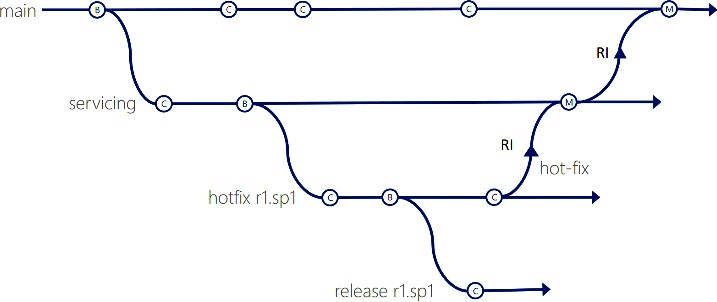 main B C C C M
RI
servicing C B M
RI
hot-fix
hotfix r1.sp1 C B C
release r1.sp1 C